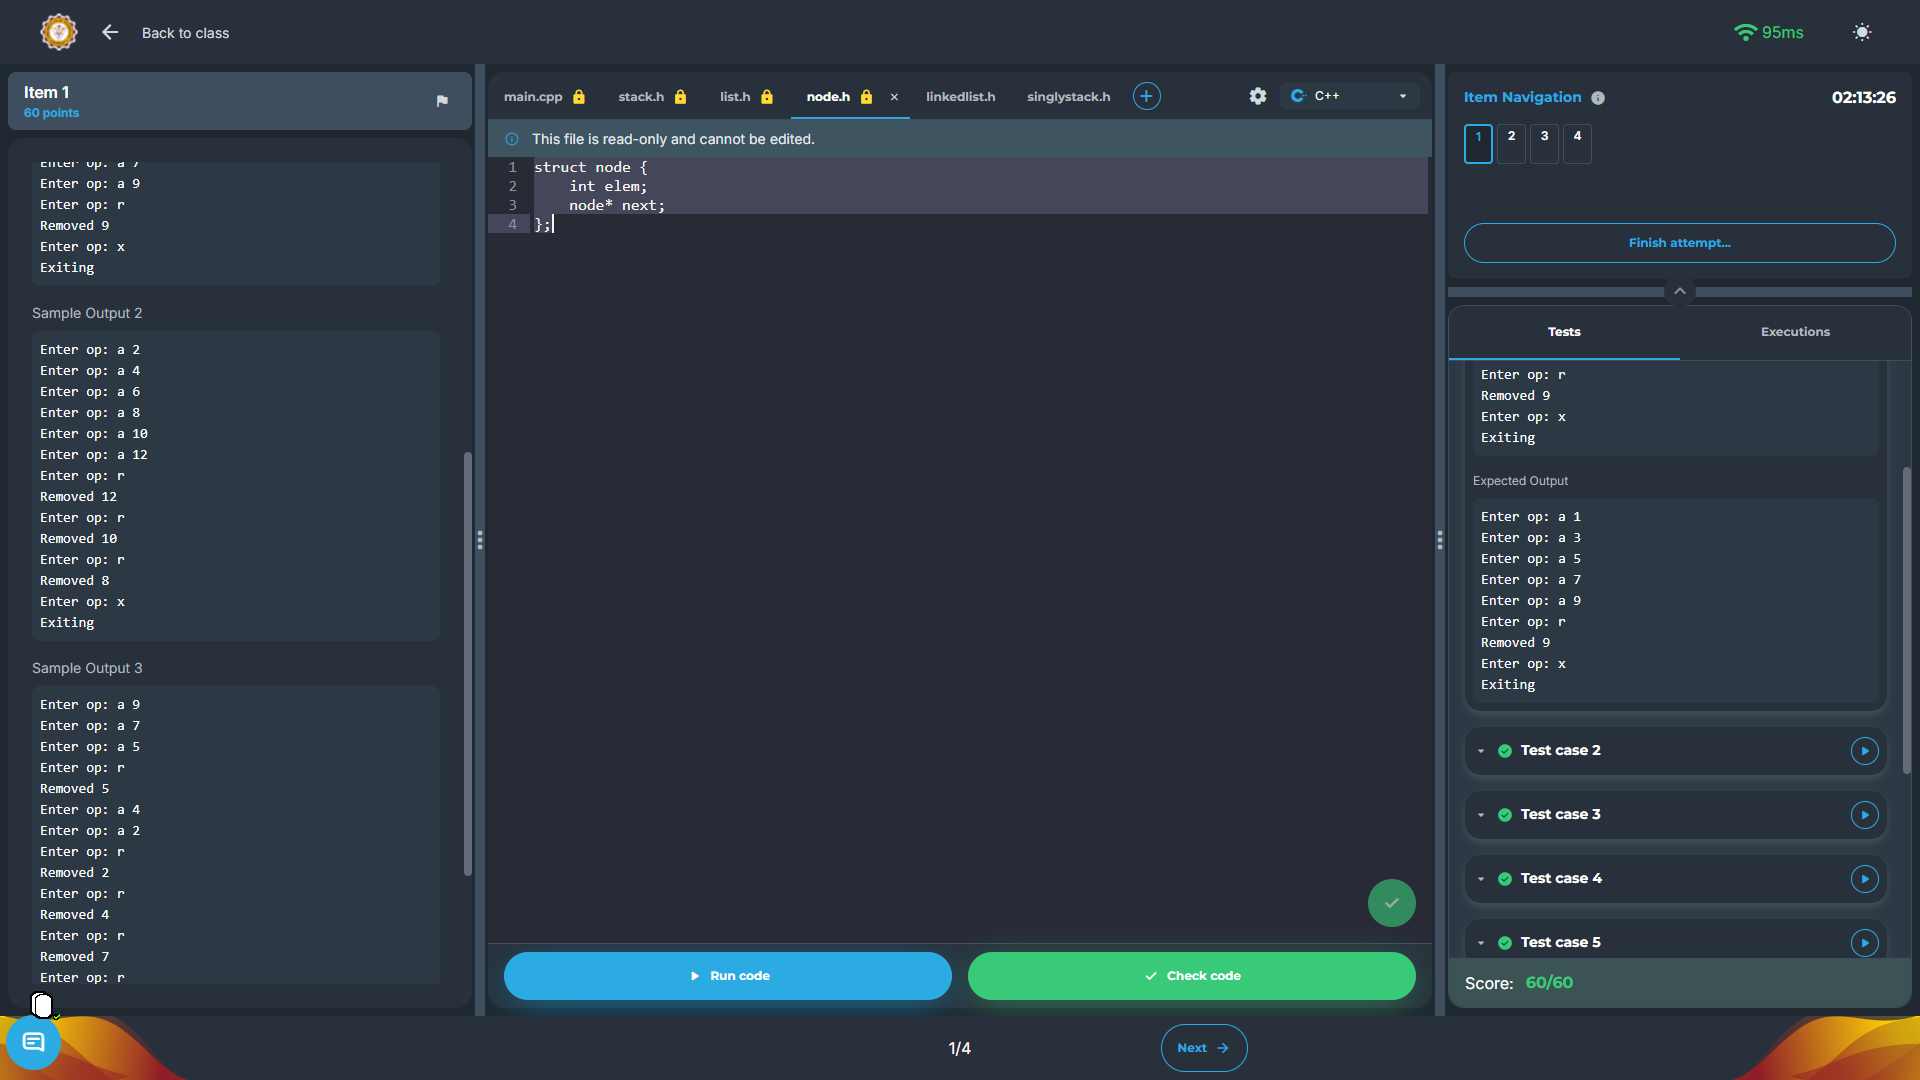 Back to class
95ms
Item 1
60 points
Enter op: a 7
Enter op: a 9
Enter op: r
Removed 9
Enter op: x
Exiting
Sample Output 2
Enter op: a 2
Enter op: a 4
Enter op: a 6
Enter op: a 8
Enter op: a 10
Enter op: a 12
Enter op: r
Removed 12
Enter op: r
Removed 10
Enter op: r
Removed 8
Enter op: x
Exiting
Sample Output 3
Enter op: a 9
Enter op: a 7
Enter op: a 5
Enter op: r
Removed 5
Enter op: a 4
Enter op: a 2
Enter op: r
Removed 2
Enter op: r
Removed 4
Enter op: r
Removed 7
Enter op: r
main.cpp stack.h list.h node.h × linkedlist.h singlystack.h C++
This file is read-only and cannot be edited.
1 struct node {
2 int elem;
3 node* next;
4 };
Run code
Check code
Item Navigation 02:13:26
1 2 3 4
Finish attempt...
Tests Executions
Enter op: r
Removed 9
Enter op: x
Exiting
Expected Output
Enter op: a 1
Enter op: a 3
Enter op: a 5
Enter op: a 7
Enter op: a 9
Enter op: r
Removed 9
Enter op: x
Exiting
Test case 2
Test case 3
Test case 4
Test case 5
Score: 60/60
1/4
Next